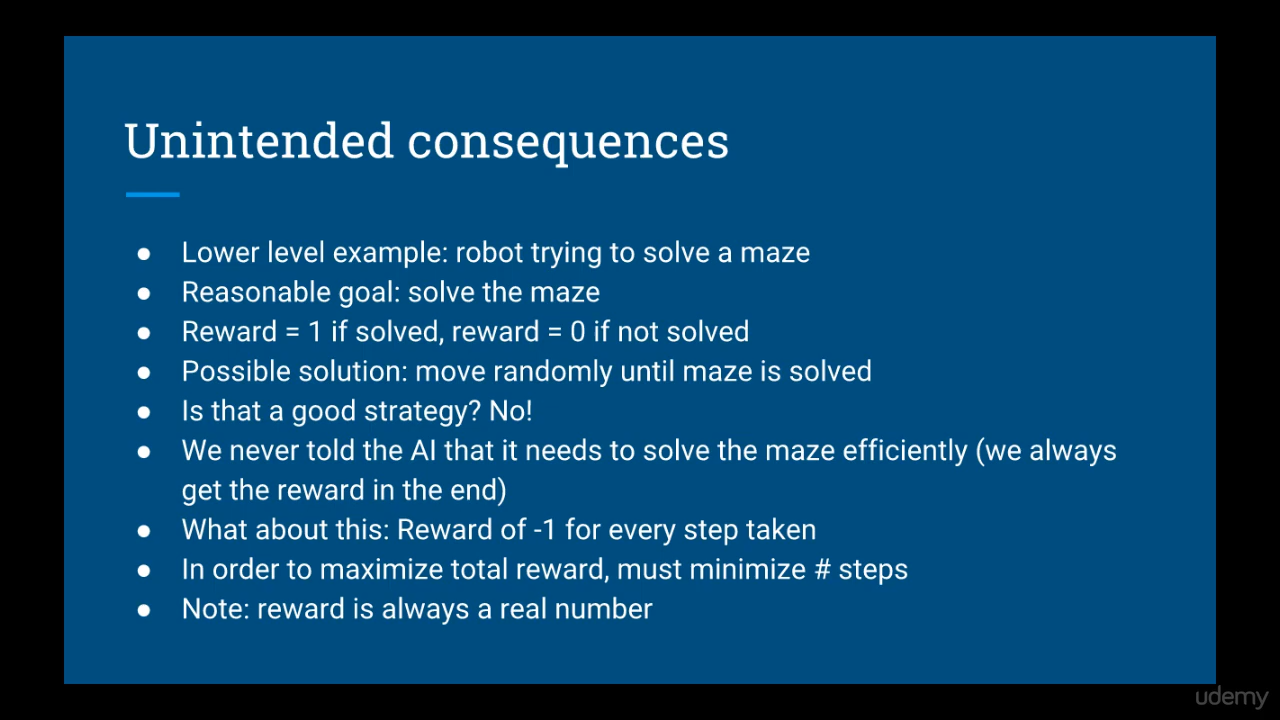 Unintended consequences
● Lower level example: robot trying to solve a maze
● Reasonable goal: solve the maze
● Reward = 1 if solved, reward = 0 if not solved
● Possible solution: move randomly until maze is solved
● Is that a good strategy? No!
● We never told the AI that it needs to solve the maze efficiently (we always
get the reward in the end)
● What about this: Reward of -1 for every step taken
● In order to maximize total reward, must minimize # steps
● Note: reward is always a real number
udemy